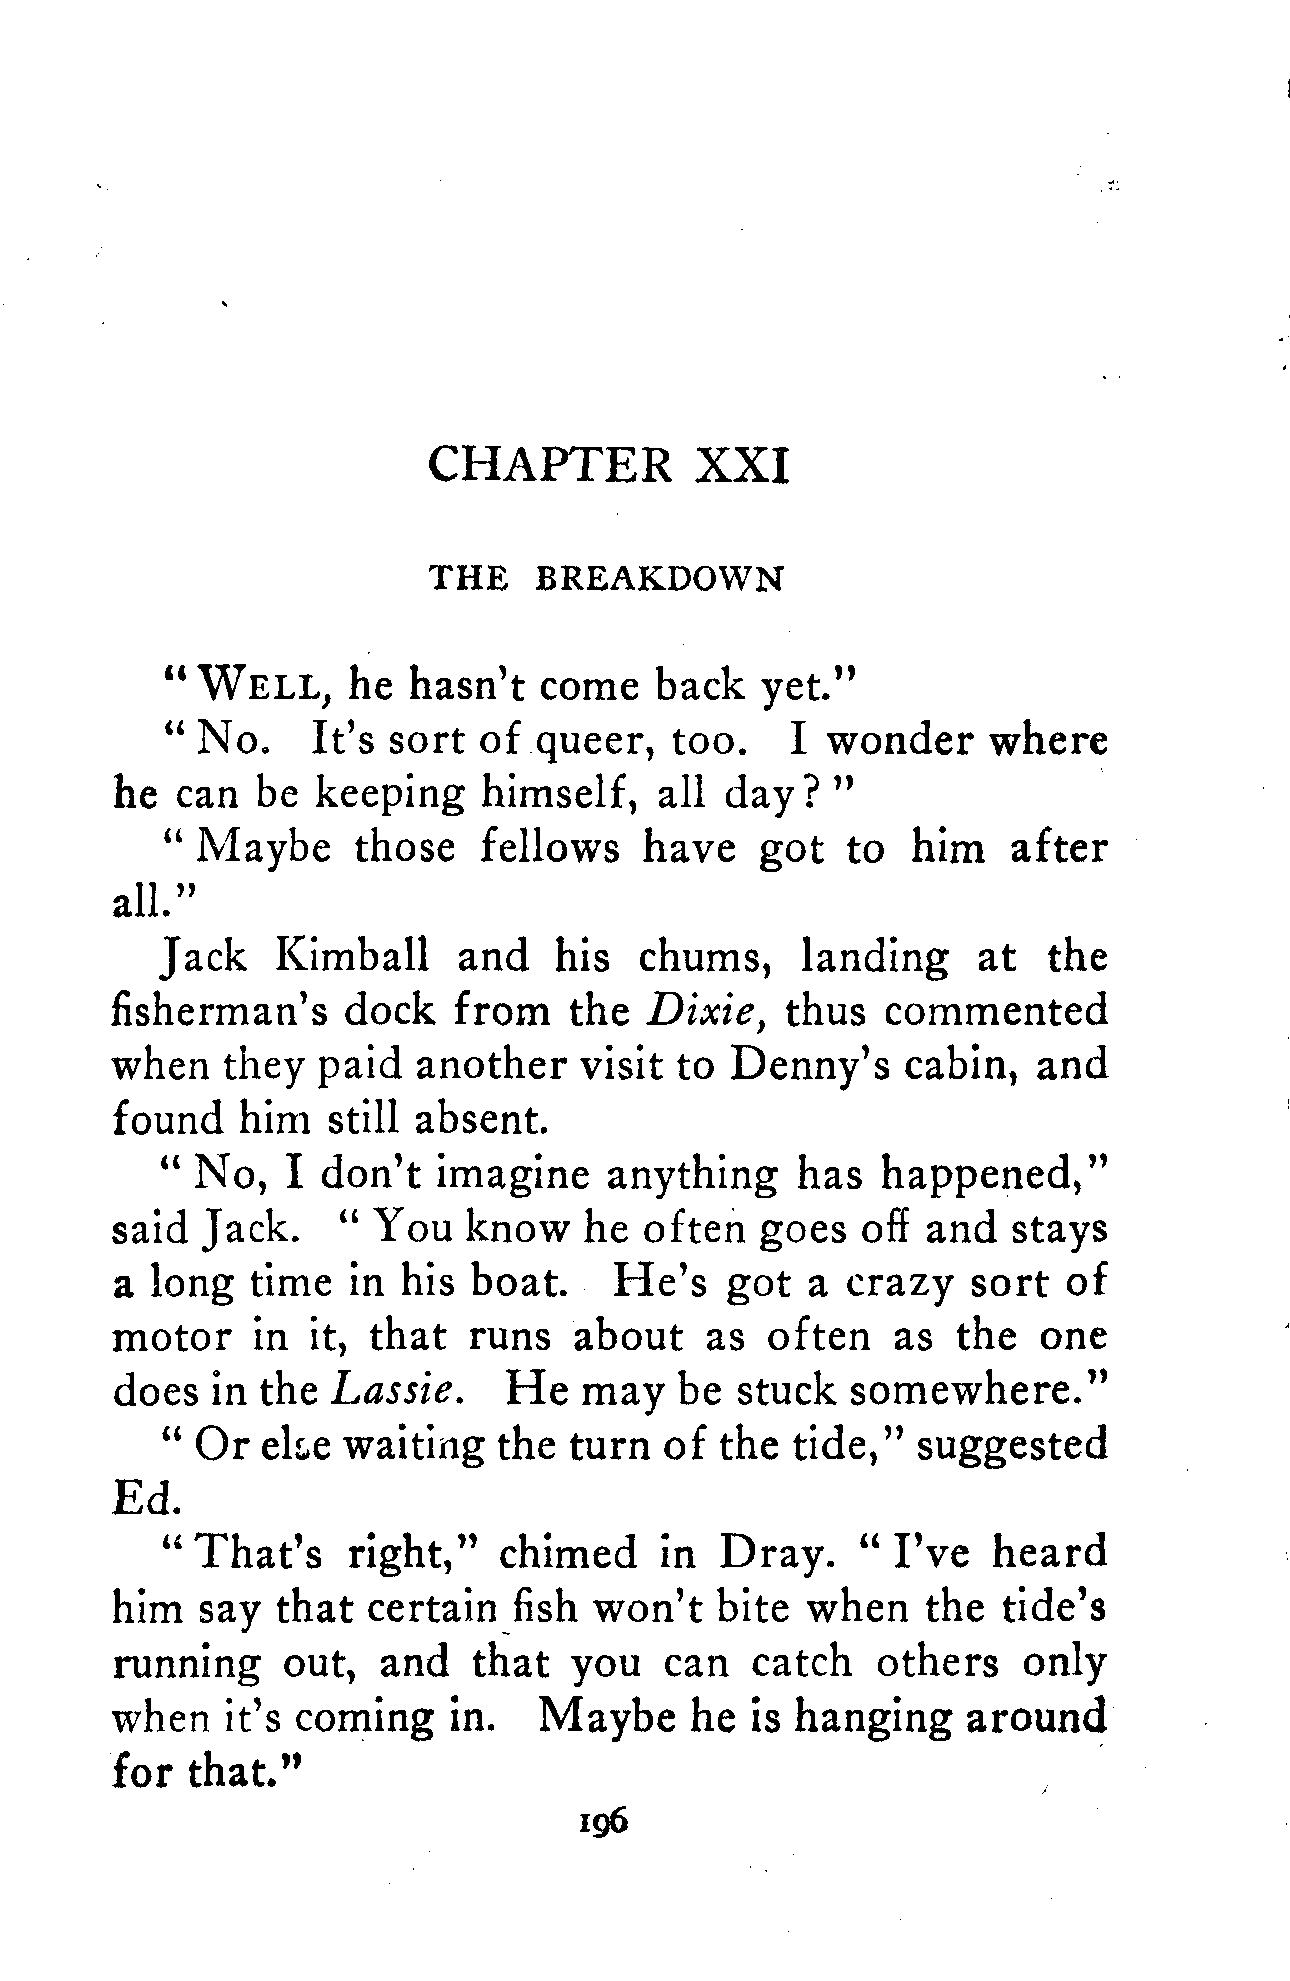 CHAPTER XXI
THE BREAKDOWN
" WELL, he hasn't come back yet."
" No. It's sort of queer, too. I wonder where
he can be keeping himself, all day? "
" Maybe those fellows have got to him after
all."
Jack Kimball and his chums, landing at the
fisherman's dock from the Dixie, thus commented
when they paid another visit to Denny's cabin, and
found him still absent.
" No, I don't imagine anything has happened,"
said Jack. " You know he often goes off and stays
a long time in his boat. He's got a crazy sort of
motor in it, that runs about as often as the one
does in the Lassie. He may be stuck somewhere."
" Or else waiting the turn of the tide," suggested
Ed.
" That's right," chimed in Dray. " I've heard
him say that certain fish won't bite when the tide's
running out, and that you can catch others only
when it's coming in. Maybe he is hanging around
for that."
196